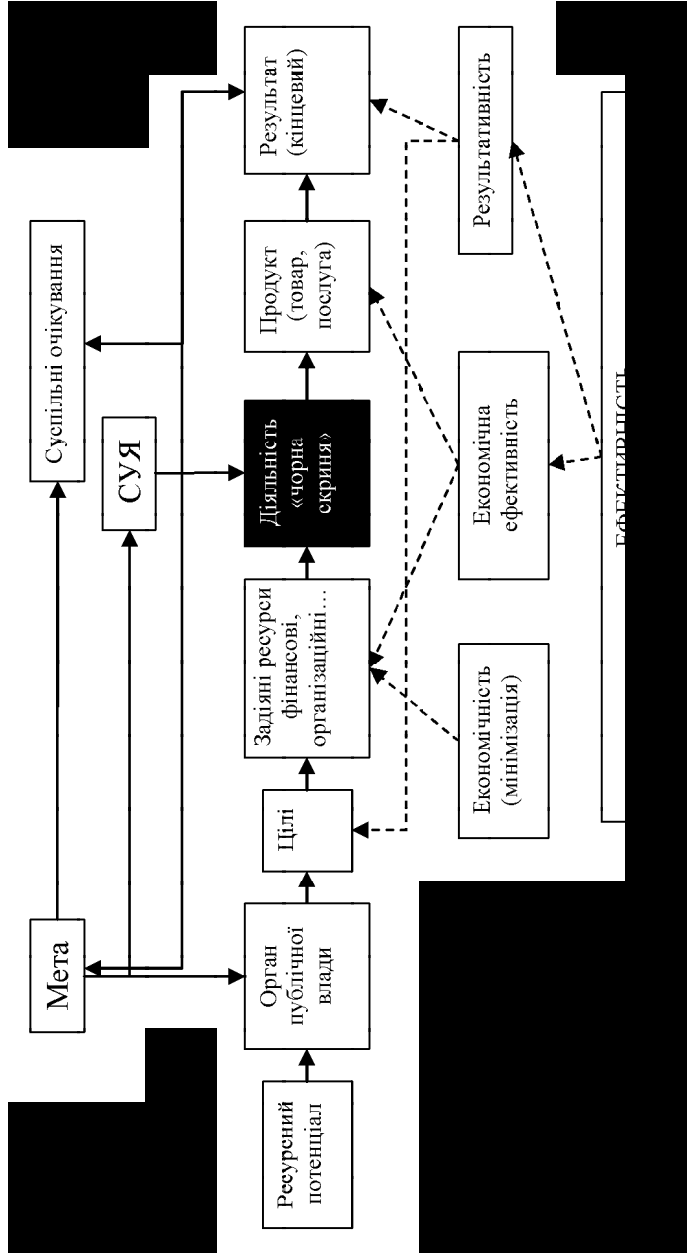 Мета
Суспільні очікування
СУЯ
Ресурсний
потенціал
Орган
публічної
влади
Цілі
Задіяні ресурси
фінансові,
організаційні…
Діяльність
«чорна
скриня»
Продукт
(товар,
послуга)
Результат
(кінцевий)
Економічність
(мінімізація)
Економічна
ефективність
Результативність
ЕФЕКТИВНІСТЬ